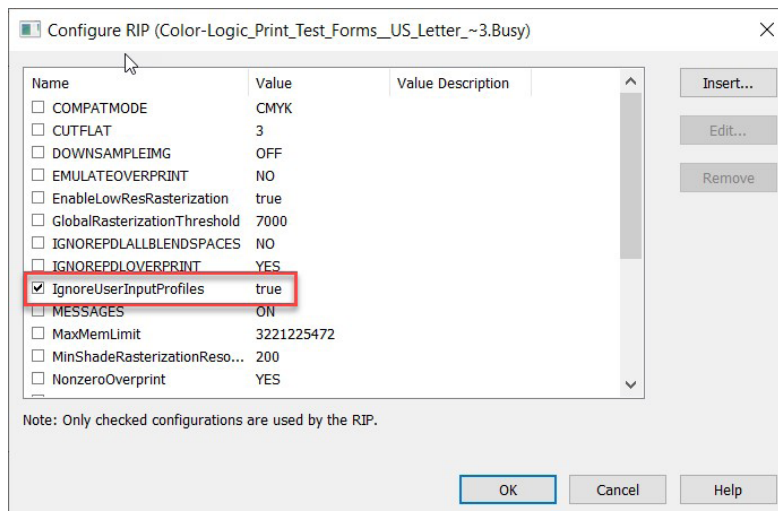 Configure RIP (Color-Logic_Print_Test_Forms__US_Letter_~3.Busy)
Name Value Value Description
COMPATMODE CMYK
CUTFLAT 3
DOWNSAMPLEIMG OFF
EMULATEOVERPRINT NO
EnableLowResRasterization true
GlobalRasterizationThreshold 7000
IGNOREPDLALLBLENDSPACES NO
IGNOREPDLOVERPRINT YES
IgnoreUserInputProfiles true
MESSAGES ON
MaxMemLimit 3221225472
MinShadeRasterizationReso... 200
NonzeroOverprint YES
Insert...
Edit...
Remove
Note: Only checked configurations are used by the RIP.
OK Cancel Help